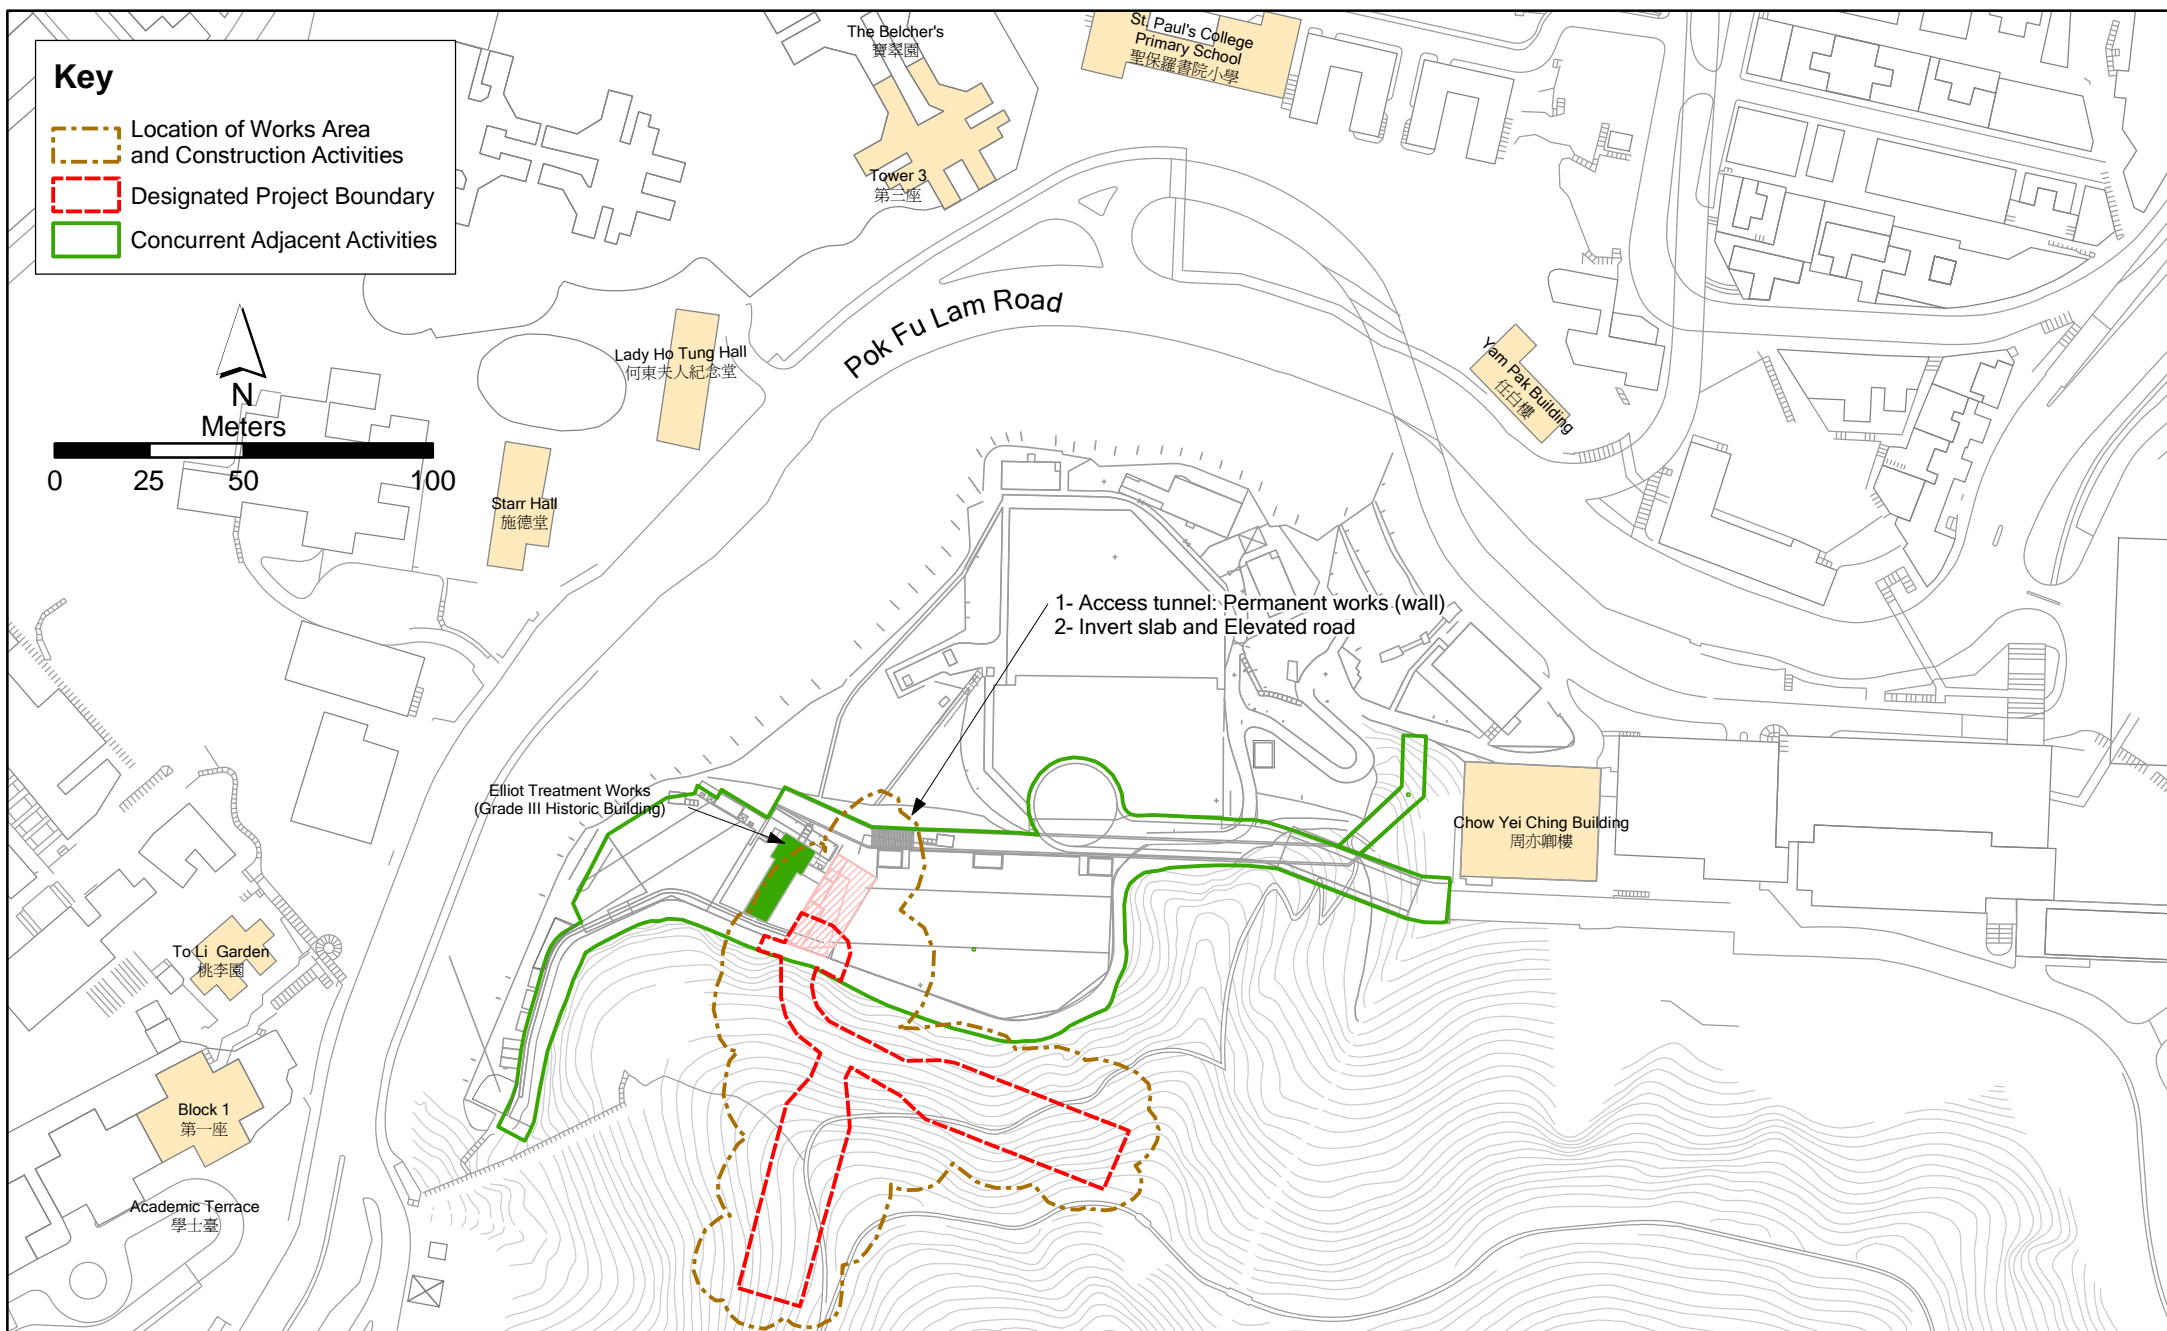 Key
Location of Works Area
and Construction Activities
Designated Project Boundary
Concurrent Adjacent Activities
N
Meters
0 25 50 100
The Belcher's
寶翠園
Tower 3
第三座
St. Paul's College
Primary School
聖保羅書院小學
Pok Fu Lam Road
Lady Ho Tung Hall
何東夫人紀念堂
Starr Hall
施德堂
Yam Pak Building
任白樓
1- Access tunnel: Permanent works (wall)
2- Invert slab and Elevated road
Elliot Treatment Works
(Grade III Historic Building)
Chow Yei Ching Building
周亦卿樓
To Li Garden
桃李園
Block 1
第一座
Academic Terrace
學士臺